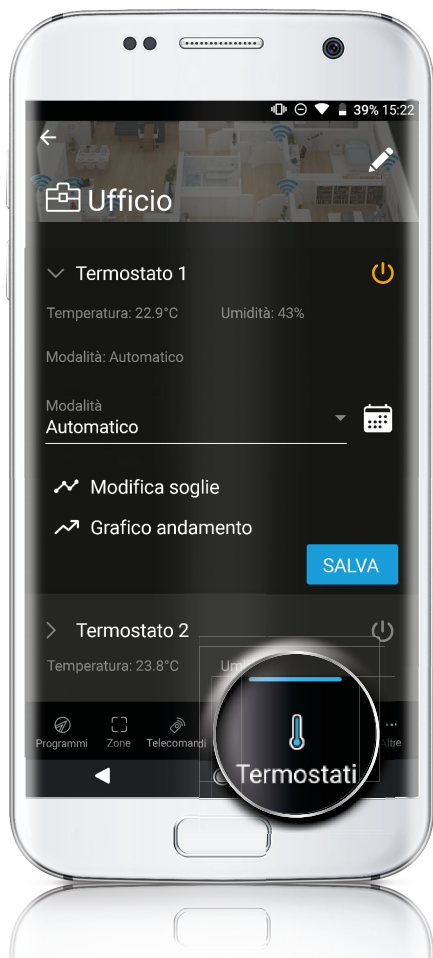 39% 15:22
Ufficio
Termostato 1
Temperatura: 22.9°C Umidità: 43%
Modalità: Automatico
Modalità
Automatico
Modifica soglie
Grafico andamento
SALVA
Termostato 2
Temperatura: 23.8°C
Programmi Zone Telecomandi Termostati Altre